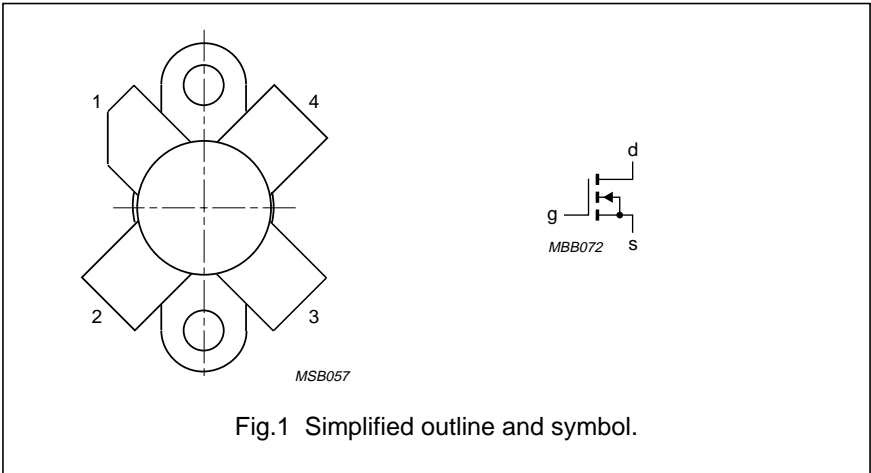 1
4
2
3
MSB057
d
g
MBB072
s
Fig.1 Simplified outline and symbol.